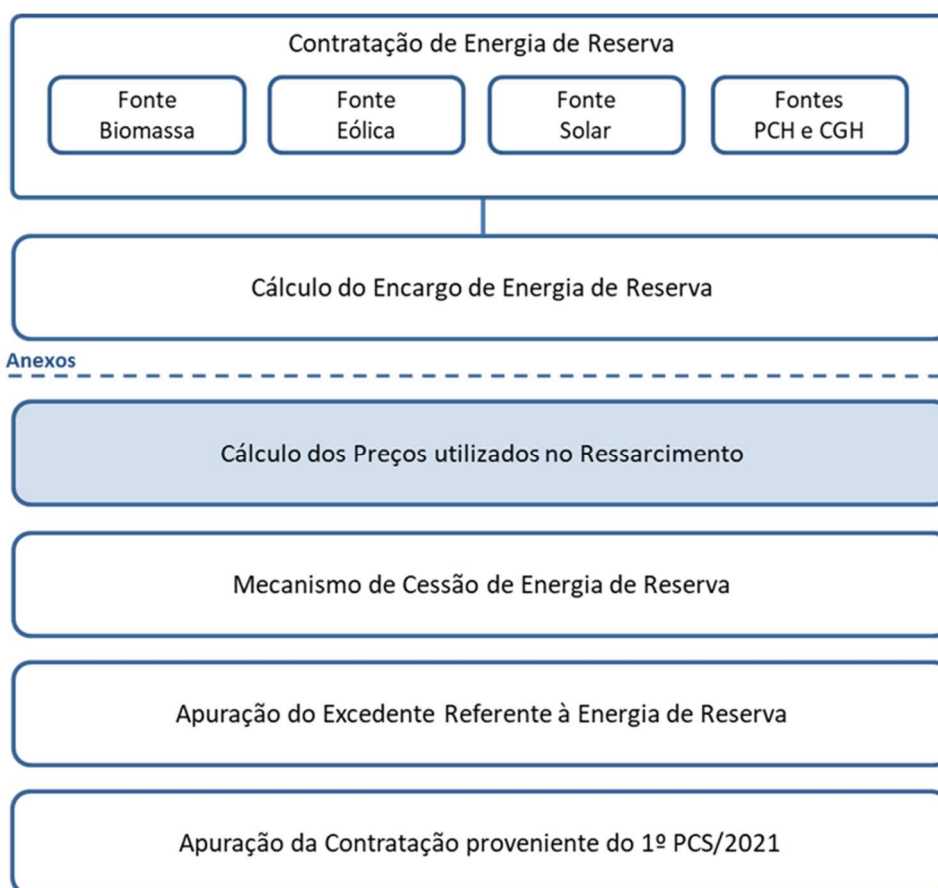 Contratação de Energia de Reserva
Fonte
Biomassa
Fonte
Eólica
Fonte
Solar
Fontes
PCH e CGH
Cálculo do Encargo de Energia de Reserva
Anexos
Cálculo dos Preços utilizados no Ressarcimento
Mecanismo de Cessão de Energia de Reserva
Apuração do Excedente Referente à Energia de Reserva
Apuração da Contratação proveniente do 1º PCS/2021